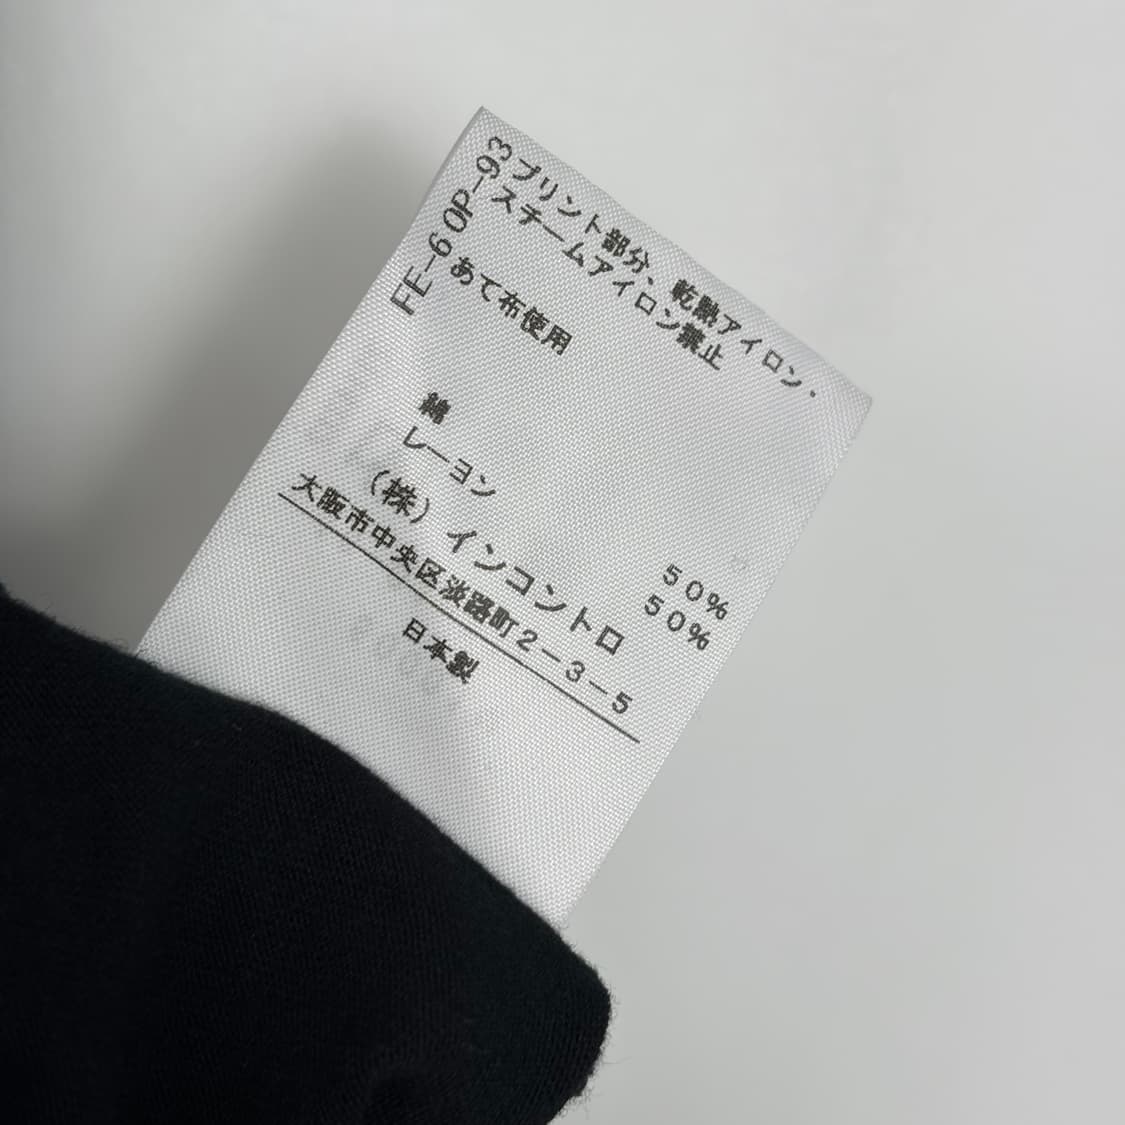 FE-6 OP-93
プリント部分、乾熱アイロン・
スチームアイロン禁止
あて布使用
綿 50%
レーヨン 50%
(株) インコントロ
大阪市中央区淡路町2-3-5
日本製